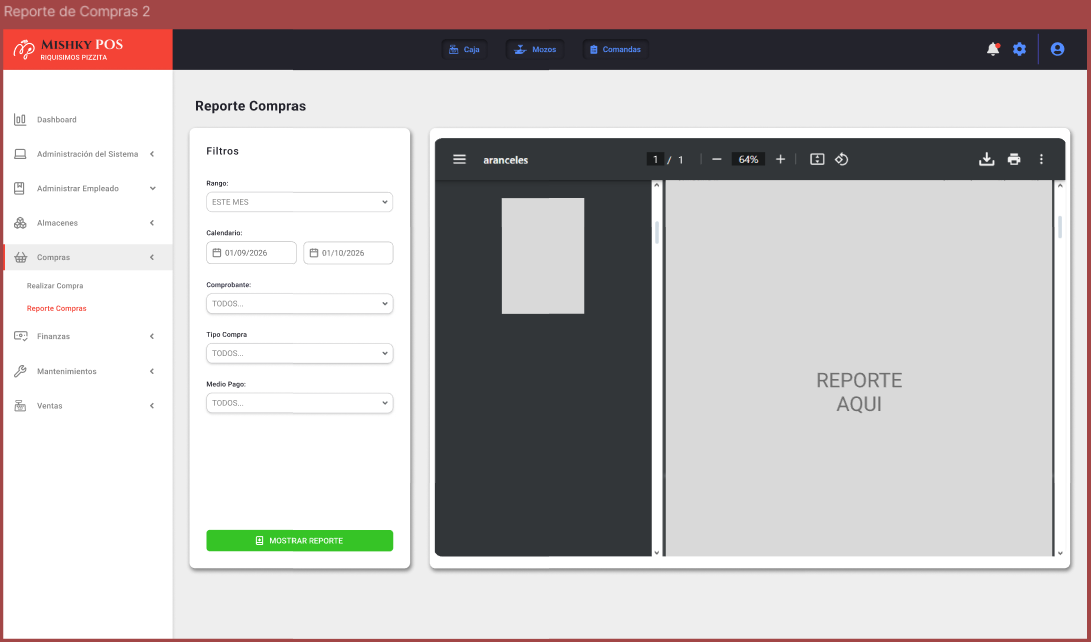 Reporte de Compras 2
MISHKY POS
RIQUISIMOS PIZZITA
Caja
Mozos
Comandas
Dashboard
Administración del Sistema
Administrar Empleado
Almacenes
Compras
Realizar Compra
Reporte Compras
Finanzas
Mantenimientos
Ventas
Reporte Compras
Filtros
Rango:
ESTE MES
Calendario:
01/09/2026
01/10/2026
Comprobante:
TODOS...
Tipo Compra
TODOS...
Medio Pago:
TODOS...
MOSTRAR REPORTE
aranceles
1 / 1
64%
REPORTE
AQUI